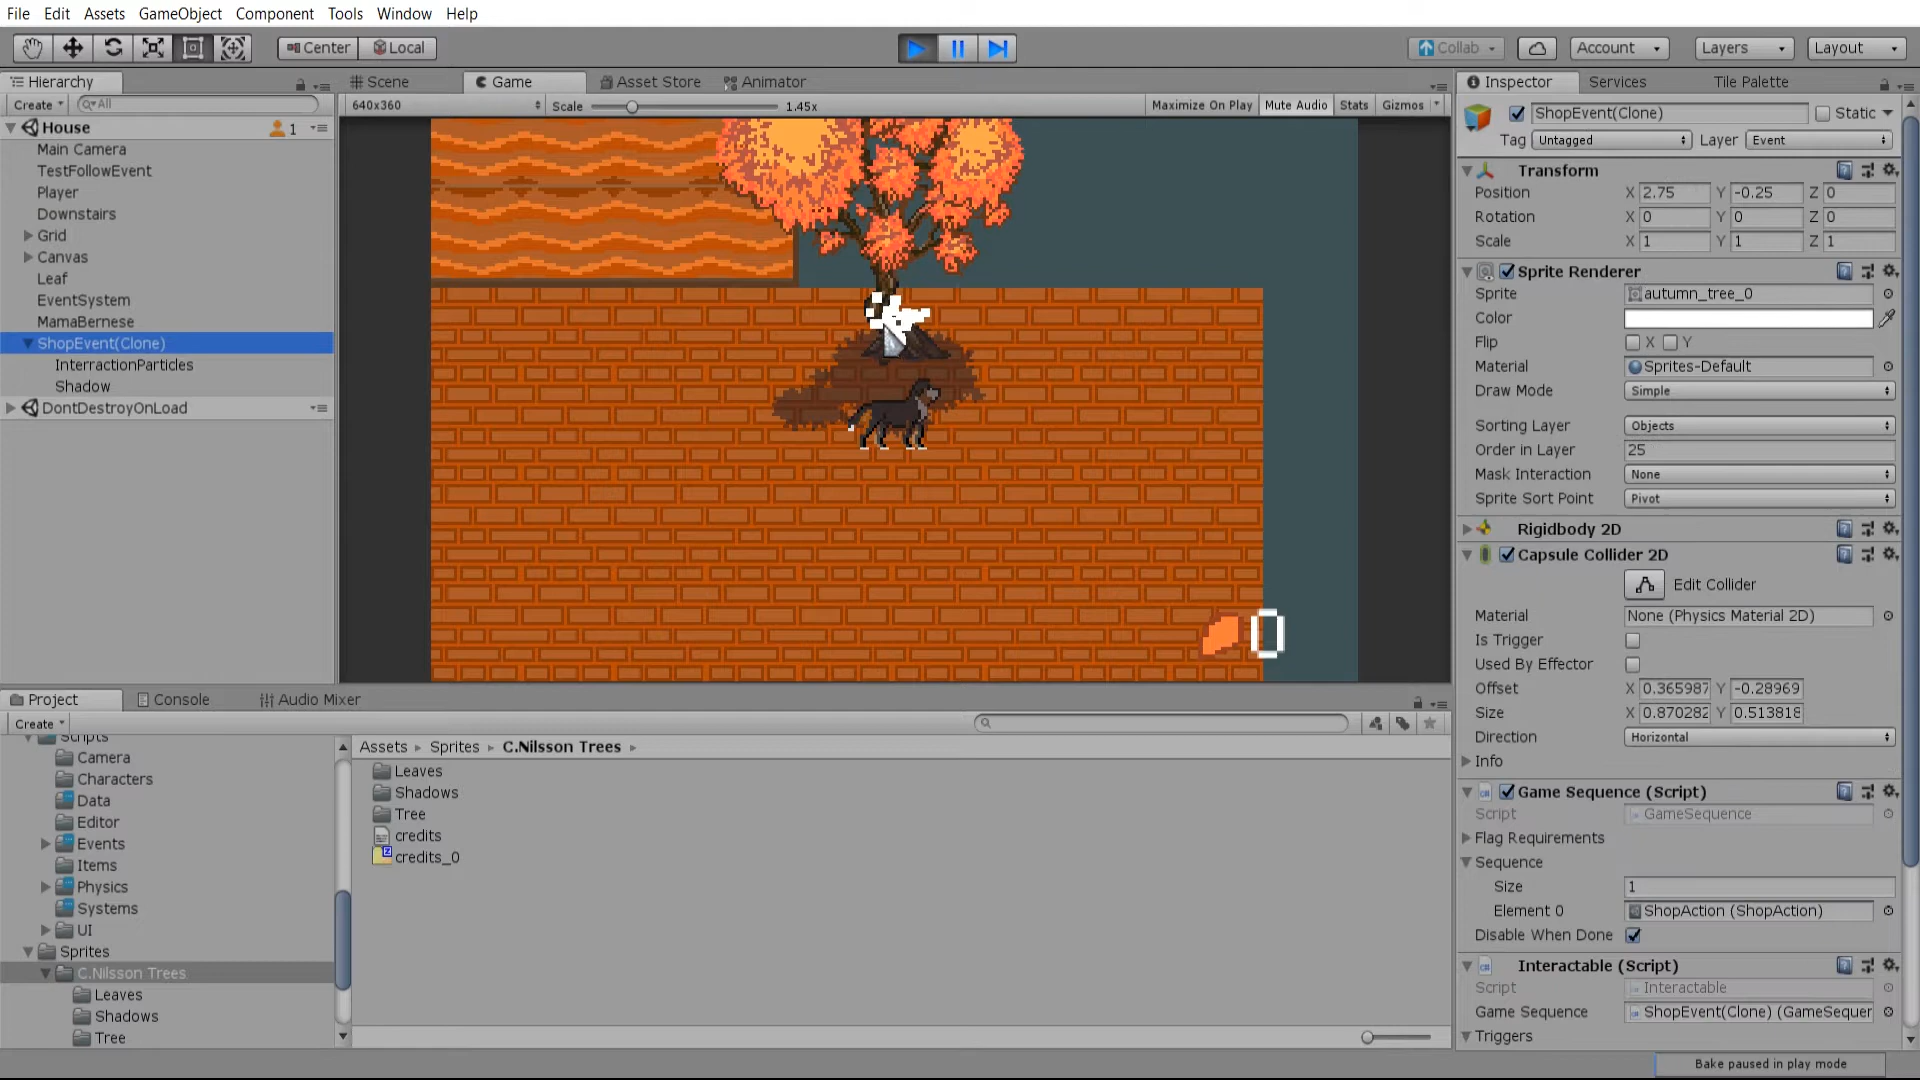 File Edit Assets GameObject Component Tools Window Help
Center Local Collab Account Layers Layout
Hierarchy
Create All
House 1
Main Camera
TestFollowEvent
Player
Downstairs
Grid
Canvas
Leaf
EventSystem
MamaBernese
ShopEvent(Clone)
InterractionParticles
Shadow
DontDestroyOnLoad
Scene Game Asset Store Animator
640x360 Scale 1.45x Maximize On Play Mute Audio Stats Gizmos
0
Project Console Audio Mixer
Create
Scripts
Camera
Characters
Data
Editor
Events
Items
Physics
Systems
UI
Sprites
C.Nilsson Trees
Leaves
Shadows
Tree
Assets Sprites C.Nilsson Trees
Leaves
Shadows
Tree
credits
credits_0
Inspector Services Tile Palette
ShopEvent(Clone) Static
Tag Untagged Layer Event
Transform
Position X 2.75 Y -0.25 Z 0
Rotation X 0 Y 0 Z 0
Scale X 1 Y 1 Z 1
Sprite Renderer
Sprite autumn_tree_0
Color
Flip X Y
Material Sprites-Default
Draw Mode Simple
Sorting Layer Objects
Order in Layer 25
Mask Interaction None
Sprite Sort Point Pivot
Rigidbody 2D
Capsule Collider 2D
Edit Collider
Material None (Physics Material 2D)
Is Trigger
Used By Effector
Offset X 0.365987 Y -0.28969
Size X 0.870282 Y 0.513818
Direction Horizontal
Info
Game Sequence (Script)
Script GameSequence
Flag Requirements
Sequence
Size 1
Element 0 ShopAction (ShopAction)
Disable When Done
Interactable (Script)
Script Interactable
Game Sequence ShopEvent(Clone) (GameSequer
Triggers
Bake paused in play mode